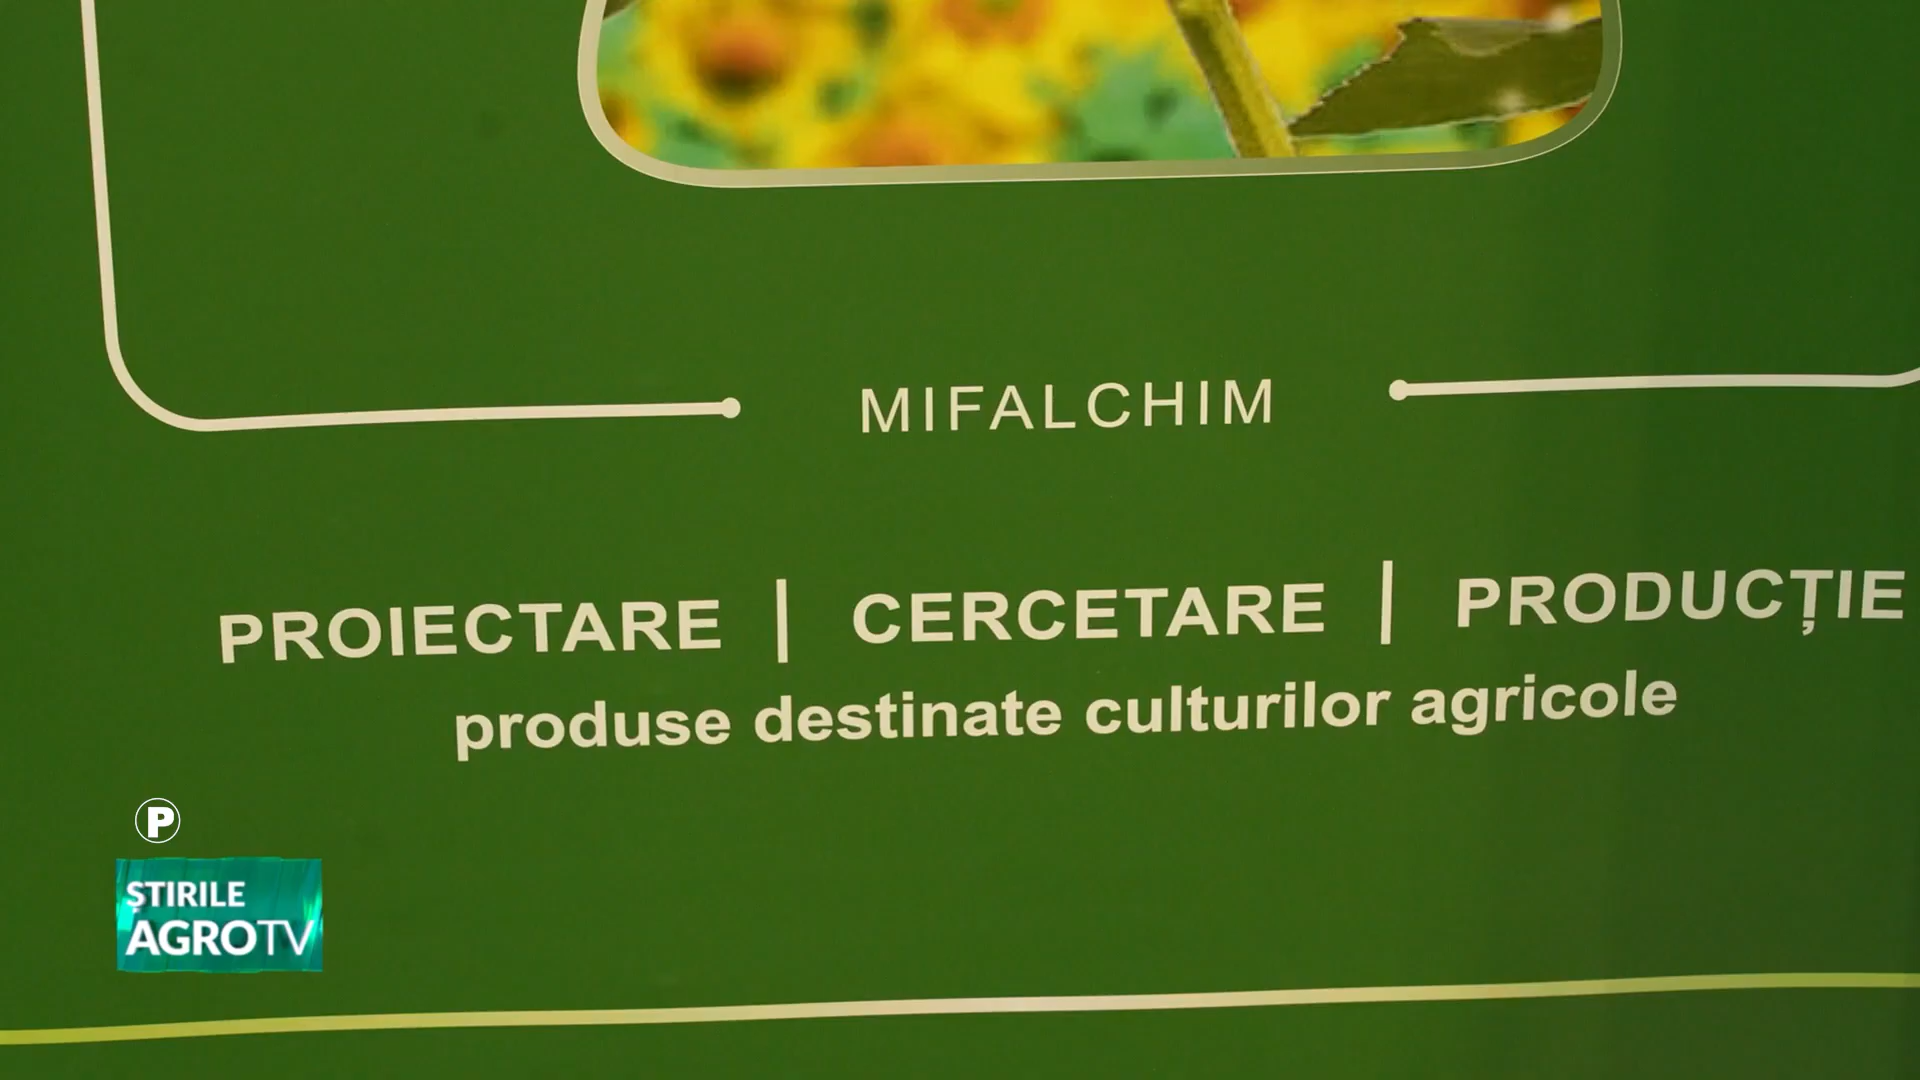 MIFALCHIM
PROIECTARE | CERCETARE | PRODUCȚIE
produse destinate culturilor agricole
P
ȘTIRILE
AGROTV